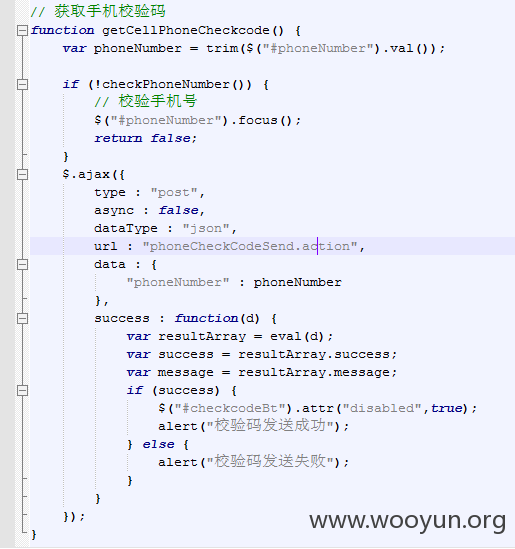 // 获取手机校验码
function getCellPhoneCheckcode() {
    var phoneNumber = trim($("#phoneNumber").val());

    if (!checkPhoneNumber()) {
        // 校验手机号
        $("#phoneNumber").focus();
        return false;
    }
    $.ajax({
        type : "post",
        async : false,
        dataType : "json",
        url : "phoneCheckCodeSend.action",
        data : {
            "phoneNumber" : phoneNumber
        },
        success : function(d) {
            var resultArray = eval(d);
            var success = resultArray.success;
            var message = resultArray.message;
            if (success) {
                $("#checkcodeBt").attr("disabled",true);
                alert("校验码发送成功");
            } else {
                alert("校验码发送失败");
            }
        }
    });
}
www.wooyun.org